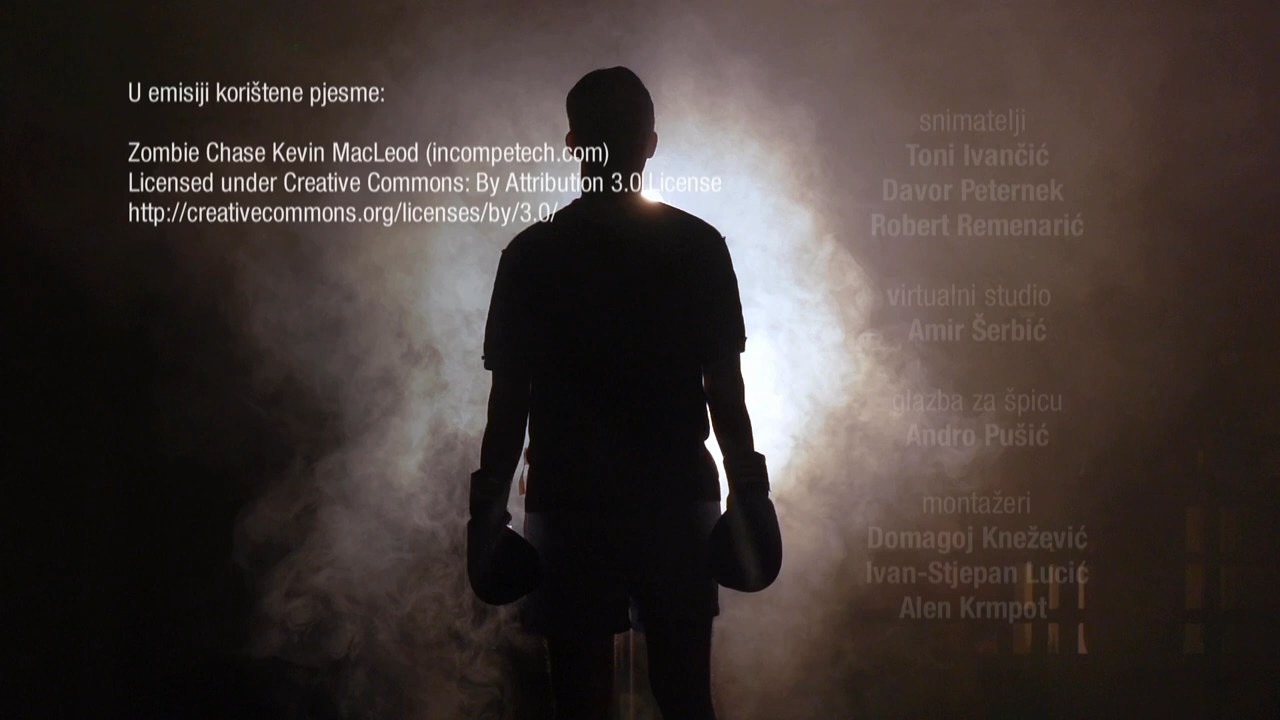 U emisiji korištene pjesme:
Zombie Chase Kevin MacLeod (incompetech.com)
Licensed under Creative Commons: By Attribution 3.0 License
http://creativecommons.org/licenses/by/3.0/
snimatelji
Toni Ivančić
Davor Peternek
Robert Remenarić
virtualni studio
Amir Šerbić
glazba za špicu
Andro Pušić
montažeri
Domagoj Knežević
Ivan-Stjepan Lucić
Alen Krmpot